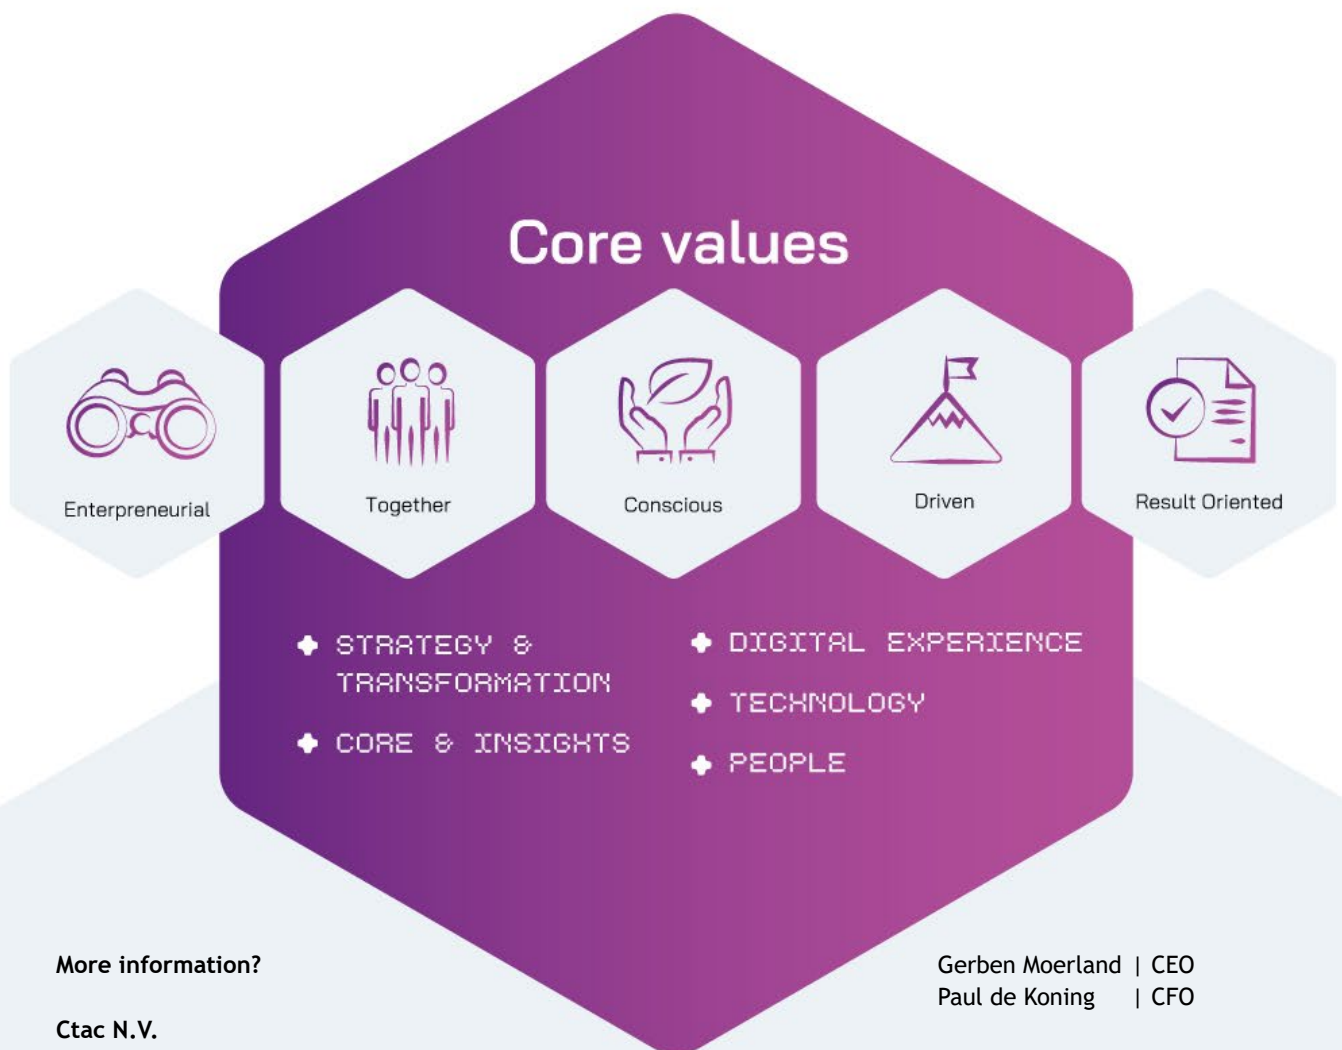 Core values
Enterpreneurial
Together
Conscious
Driven
Result Oriented
STRATEGY &
TRANSFORMATION
CORE & INSIGHTS
DIGITAL EXPERIENCE
TECHNOLOGY
PEOPLE
More information?
Ctac N.V.
Gerben Moerland | CEO
Paul de Koning | CFO